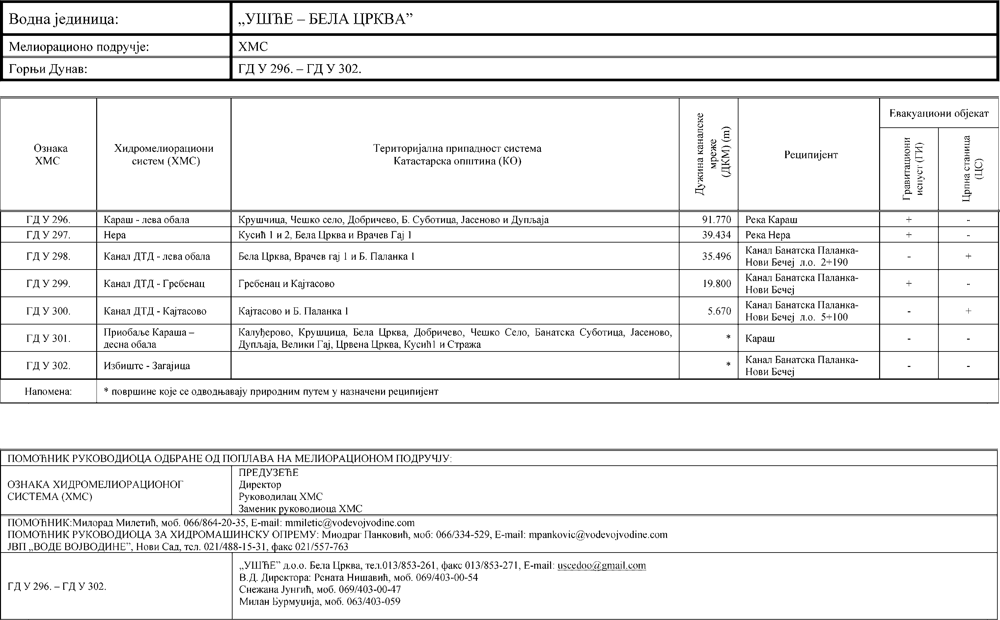 Водна јединица: „УШЋЕ – БЕЛА ЦРКВА”
Мелиорационо подручје: ХМС
Горњи Дунав: ГД У 296. – ГД У 302.
Ознака
ХМС
Хидромелиорациони
систем (ХМС)
Територијална припадност система
Катастарска општина (КО)
Дужина каналске
мреже
(ДКМ) (m)
Реципијент
Евакуациони објекат
Гравитациони
испуст (ГИ)
Црпна станица
(ЦС)
ГД У 296. Караш - лева обала Крушчица, Чешко село, Добричево, Б. Суботица, Јасеново и Дупљаја 91.770 Река Караш + -
ГД У 297. Нера Кусић 1 и 2, Бела Црква и Врачев Гај 1 39.434 Река Нера + -
ГД У 298. Канал ДТД - лева обала Бела Црква, Врачев гај 1 и Б. Паланка 1 35.496 Канал Банатска Паланка-
Нови Бечеј л.о. 2+190 - +
ГД У 299. Канал ДТД - Гребенац Гребенац и Кајтасово 19.800 Канал Банатска Паланка-
Нови Бечеј + -
ГД У 300. Канал ДТД - Кајтасово Кајтасово и Б. Паланка 1 5.670 Канал Банатска Паланка-
Нови Бечеј л.о. 5+100 - +
ГД У 301. Приобаље Караша –
десна обала
Калуђерово, Крушцица, Бела Црква, Добричево, Чешко Село, Банатска Суботица, Јасеново,
Дупљаја, Велики Гај, Црвена Црква, Кусић1 и Стража
* Караш - -
ГД У 302. Избиште - Загајица * Канал Банатска Паланка-
Нови Бечеј - -
Напомена: * површине које се одводњавају природним путем у назначени реципијент
ПОМОЋНИК РУКОВОДИОЦА ОДБРАНЕ ОД ПОПЛАВА НА МЕЛИОРАЦИОНОМ ПОДРУЧЈУ:
ОЗНАКА ХИДРОМЕЛИОРАЦИОНОГ
СИСТЕМА (ХМС)
ПРЕДУЗЕЋЕ
Директор
Руководилац ХМС
Заменик руководиоца ХМС
ПОМОЋНИК:Милорад Милетић, моб. 066/864-20-35, E-mail: mmiletic@vodevojvodine.com
ПОМОЋНИК РУКОВОДИОЦА ЗА ХИДРОМАШИНСКУ ОПРЕМУ: Миодраг Панковић, моб: 066/334-529, E-mail: mpankovic@vodevojvodine.com
ЈВП „ВОДЕ ВОЈВОДИНЕ”, Нови Сад, тел. 021/488-15-31, факс 021/557-763
ГД У 296. – ГД У 302.
„УШЋЕ” д.о.о. Бела Црква, тел.013/853-261, факс 013/853-271, E-mail: uscedoo@gmail.com
В.Д. Директора: Рената Нишавић, моб. 069/403-00-54
Снежана Јунгић, моб. 069/403-00-47
Милан Бурмуџија, моб. 063/403-059